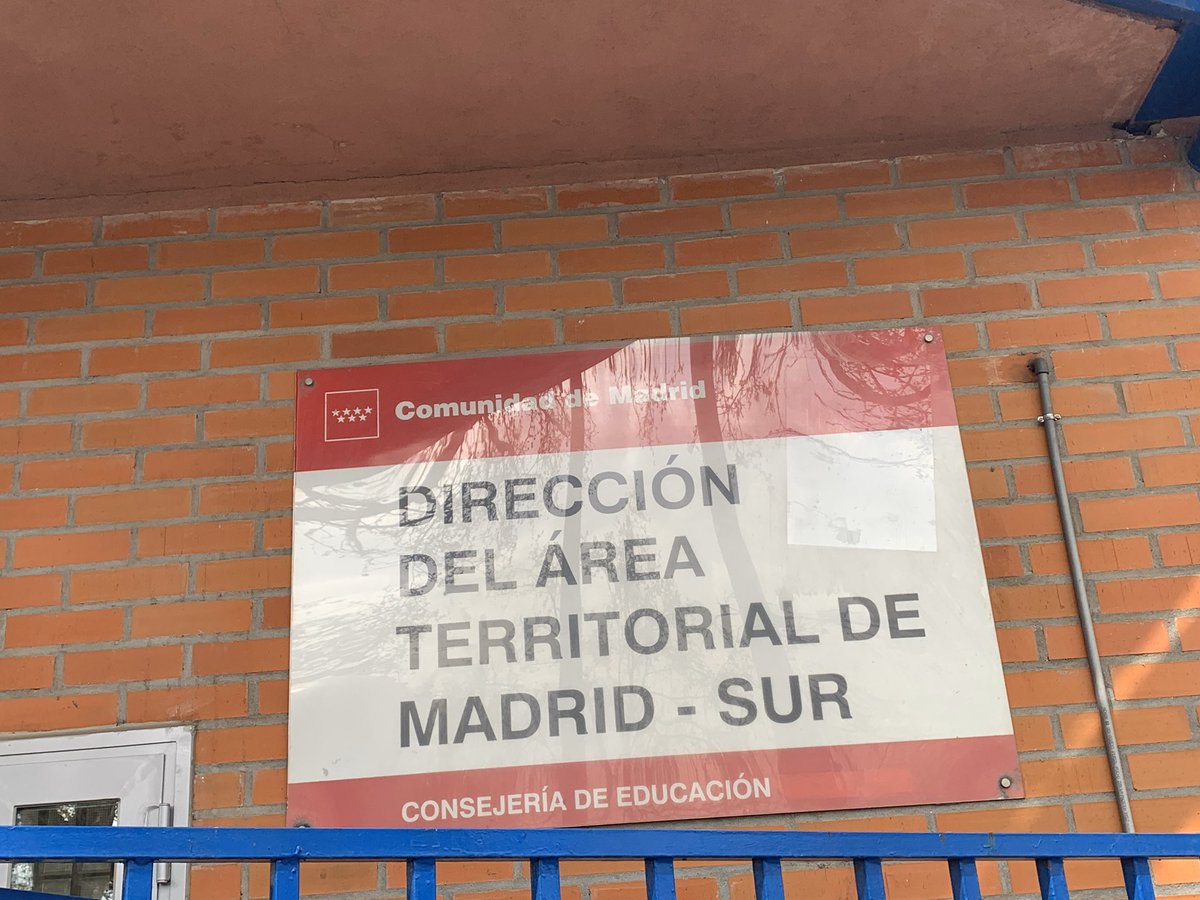 Comunidad de Madrid
DIRECCIÓN
DEL ÁREA
TERRITORIAL DE
MADRID - SUR
CONSEJERÍA DE EDUCACIÓN